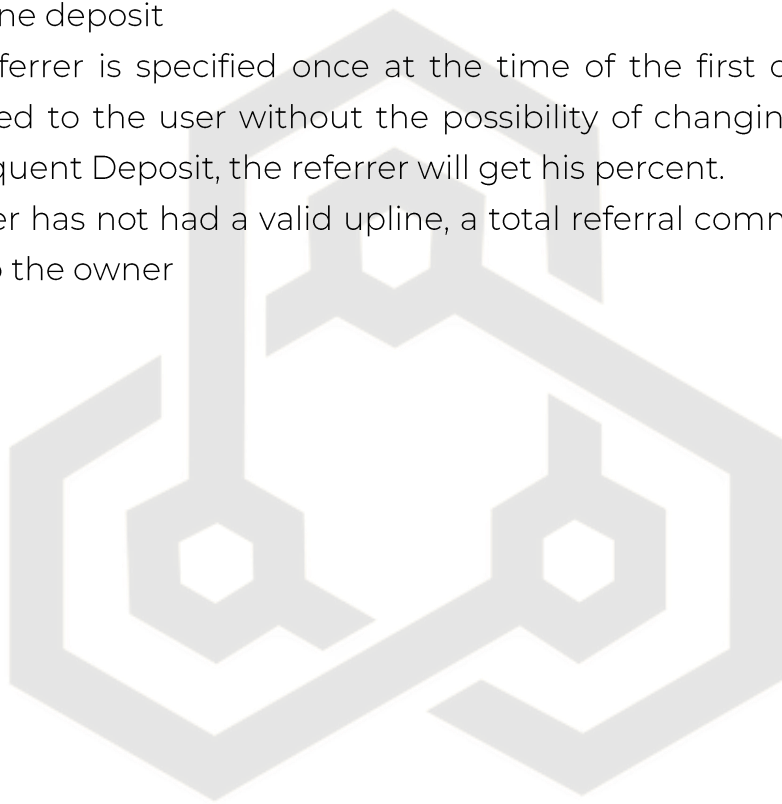 ne deposit
ferrer is specified once at the time of the first
ed to the user without the possibility of changin
quent Deposit, the referrer will get his percent.
er has not had a valid upline, a total referral com
the owner